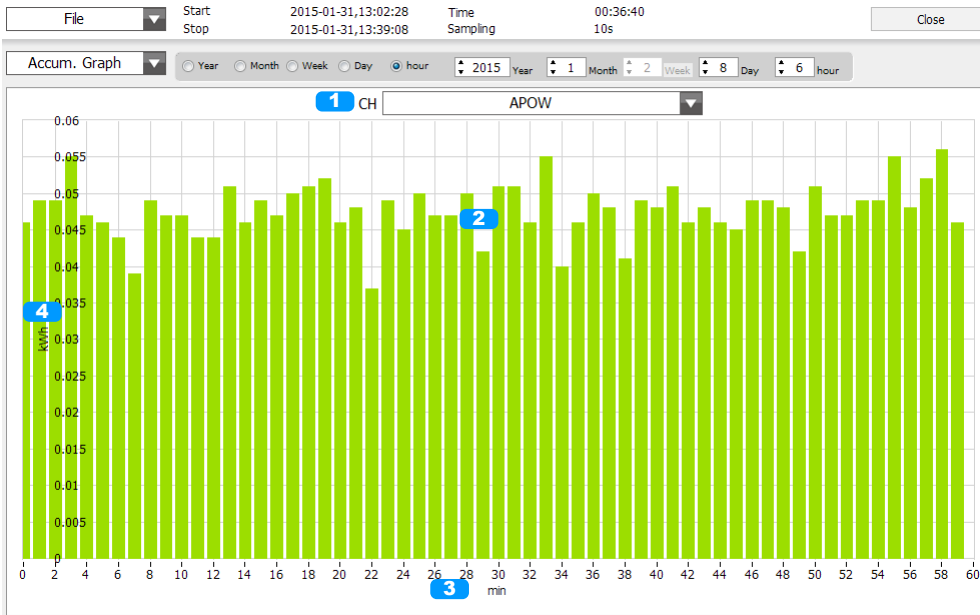 File Start 2015-01-31,13:02:28 Time 00:36:40 Close
Stop 2015-01-31,13:39:08 Sampling 10s
Accum. Graph Year Month Week Day hour 2015 Year 1 Month 2 Week 8 Day 6 hour
1 CH APOW
0.06
0.055
0.05
2
0.045
0.04
4 0.035
kWh
0.03
0.025
0.02
0.015
0.01
0.005
0
0 2 4 6 8 10 12 14 16 18 20 22 24 26 28 30 32 34 36 38 40 42 44 46 48 50 52 54 56 58 60
3 min